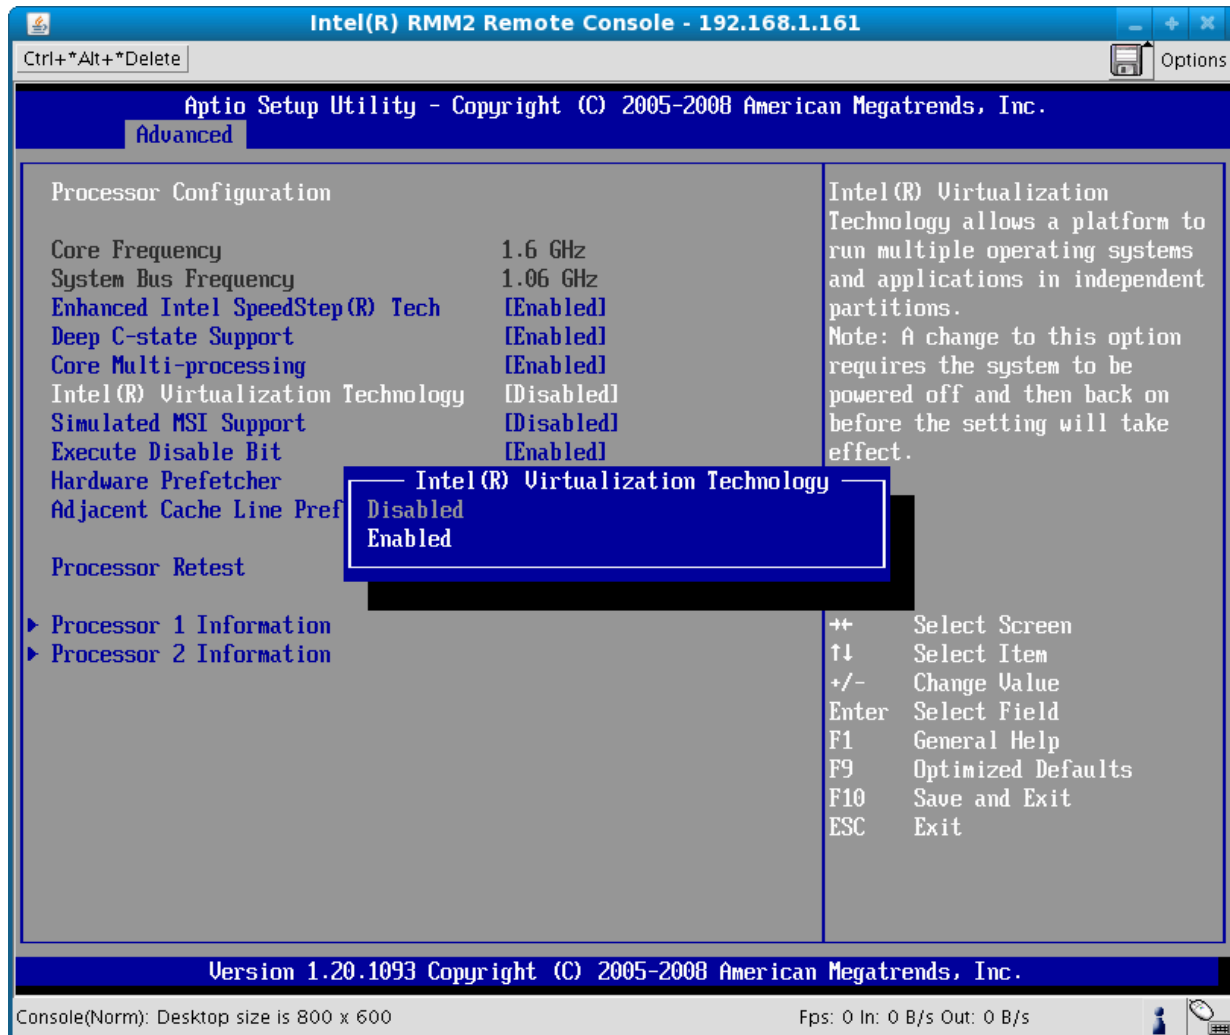 Intel(R) RMM2 Remote Console - 192.168.1.161
Ctrl+*Alt+*Delete
Options
Aptio Setup Utility - Copyright (C) 2005-2008 American Megatrends, Inc.
Advanced
Processor Configuration
Core Frequency 1.6 GHz
System Bus Frequency 1.06 GHz
Enhanced Intel SpeedStep(R) Tech [Enabled]
Deep C-state Support [Enabled]
Core Multi-processing [Enabled]
Intel(R) Virtualization Technology [Disabled]
Simulated MSI Support [Disabled]
Execute Disable Bit [Enabled]
Hardware Prefetcher
Adjacent Cache Line Pref
Processor Retest
Processor 1 Information
Processor 2 Information
Intel(R) Virtualization Technology
Disabled
Enabled
Intel(R) Virtualization
Technology allows a platform to
run multiple operating systems
and applications in independent
partitions.
Note: A change to this option
requires the system to be
powered off and then back on
before the setting will take
effect.
→← Select Screen
↑↓ Select Item
+/- Change Value
Enter Select Field
F1 General Help
F9 Optimized Defaults
F10 Save and Exit
ESC Exit
Version 1.20.1093 Copyright (C) 2005-2008 American Megatrends, Inc.
Console(Norm): Desktop size is 800 x 600
Fps: 0 In: 0 B/s Out: 0 B/s